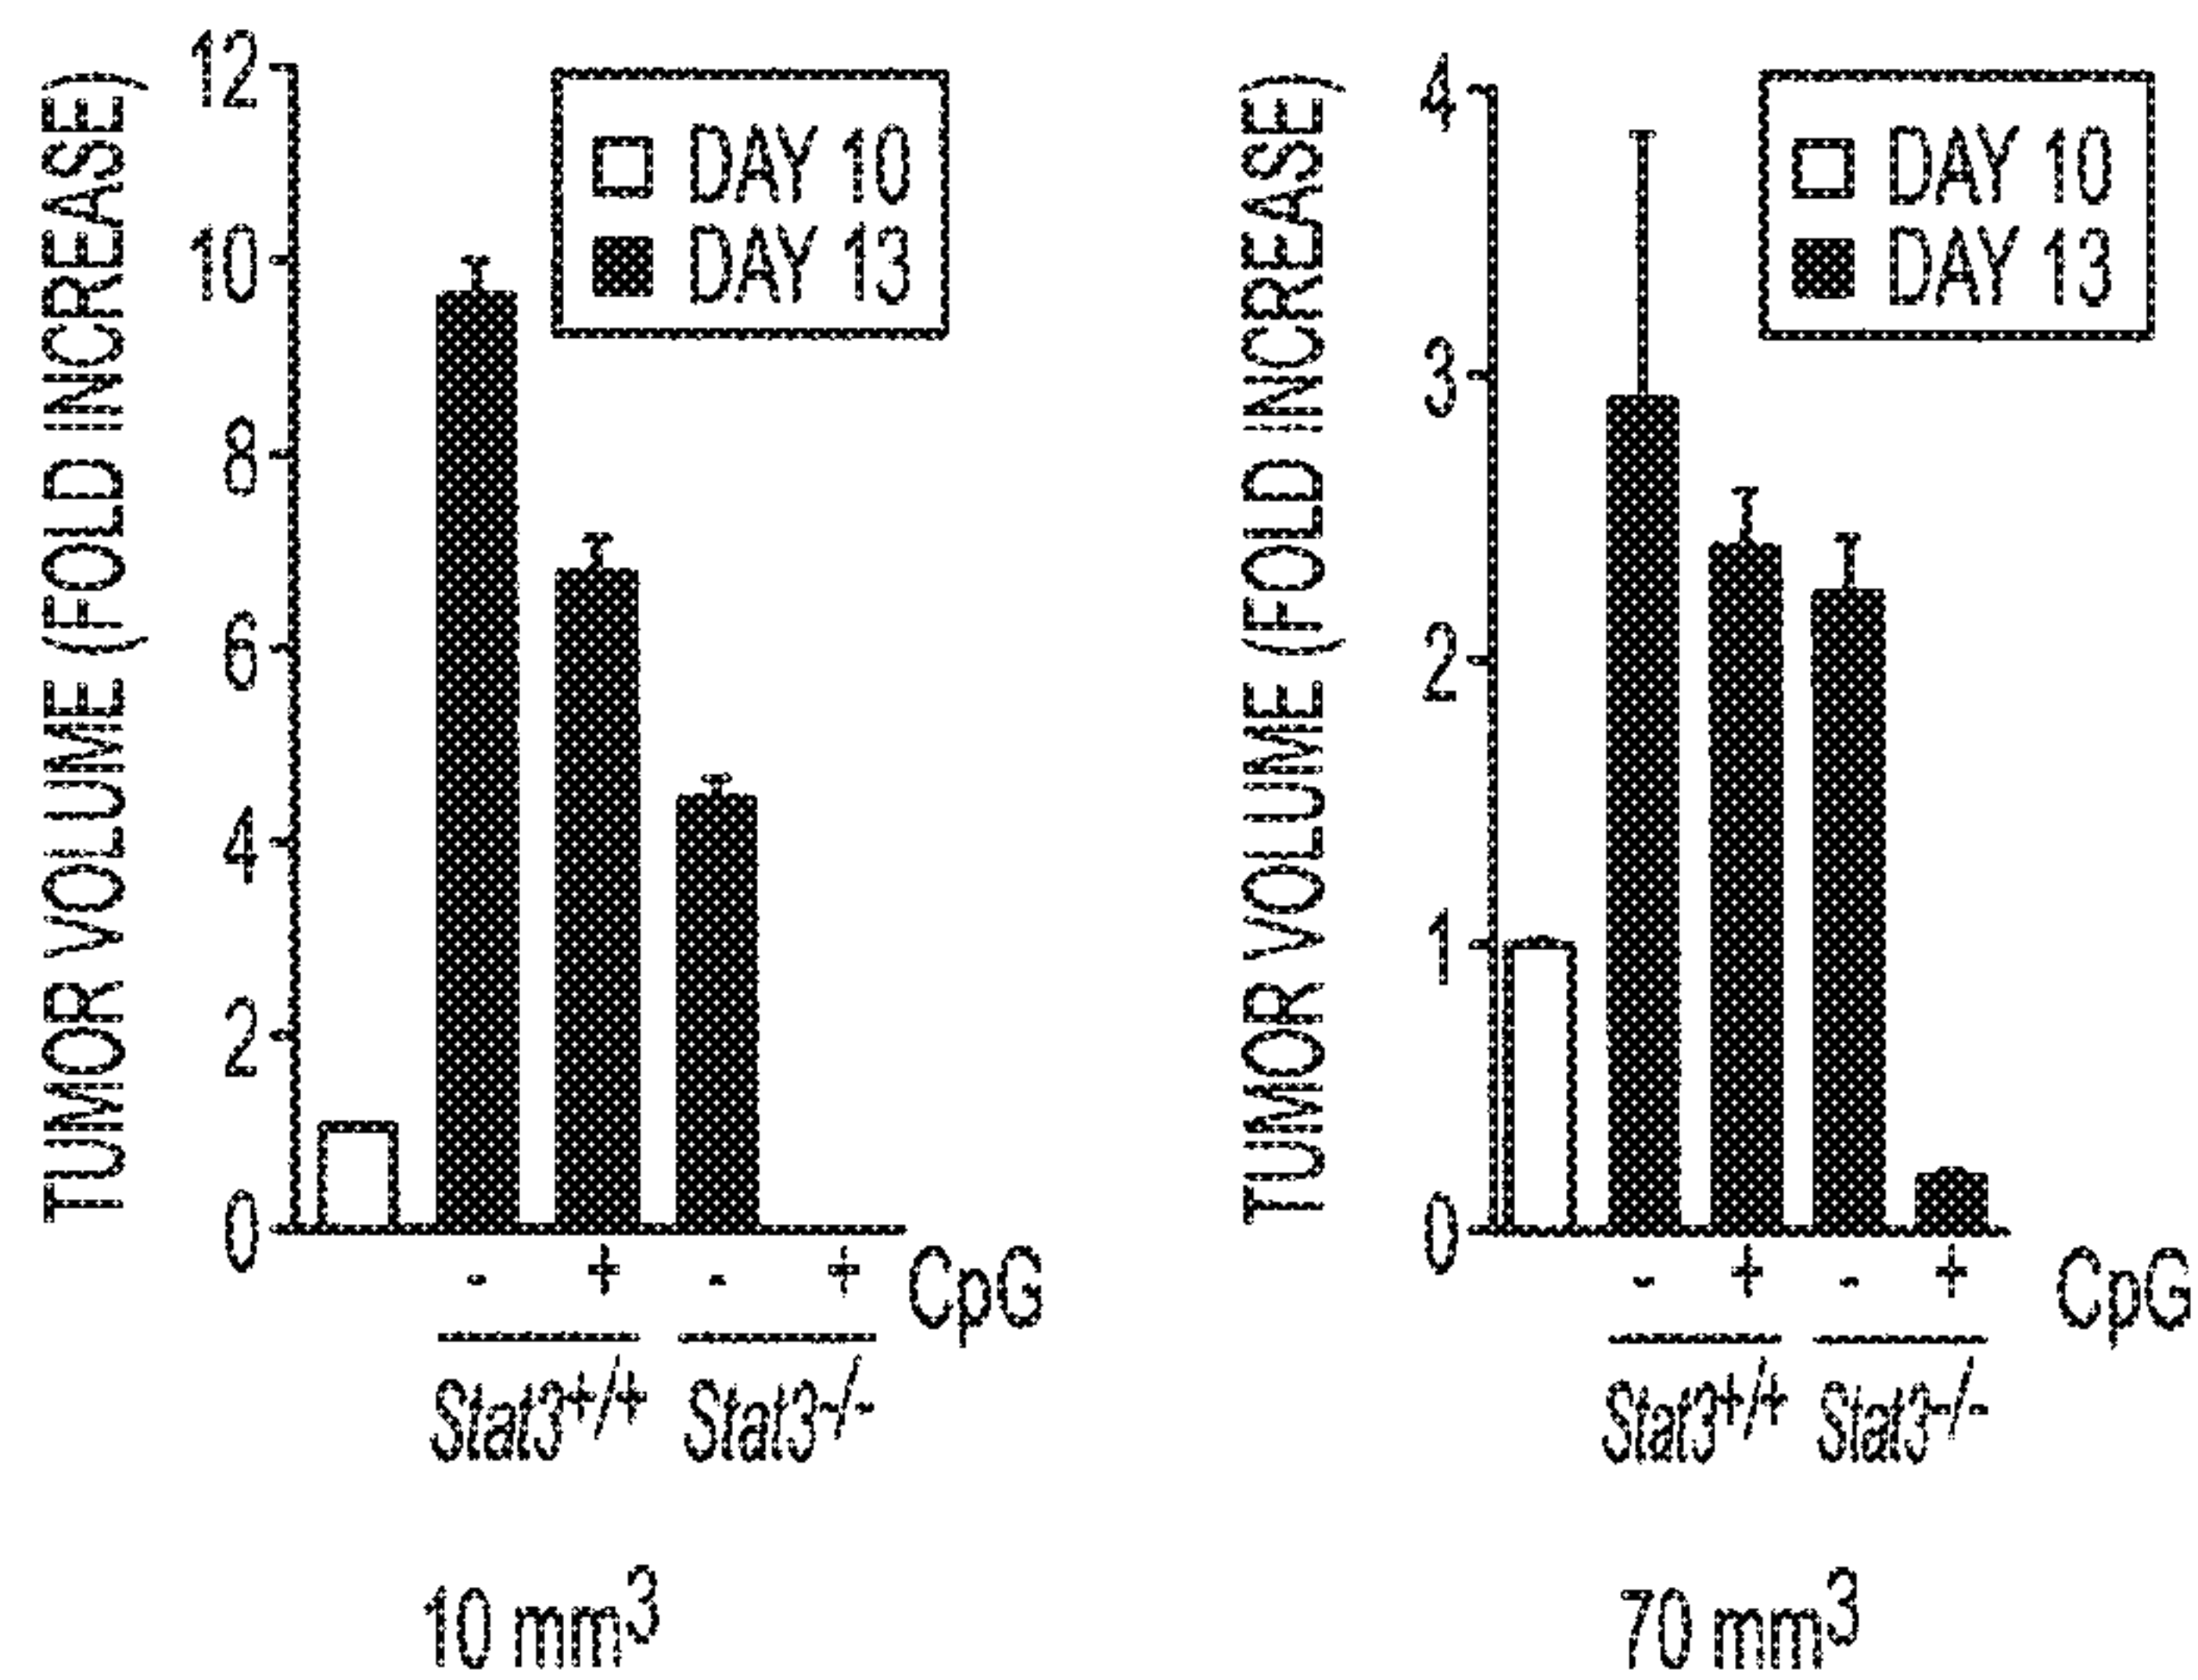 TUMOR VOLUME (FOLD INCREASE)
12
10
8
6
4
2
0
DAY 10
DAY 13
- + - + CpG
Stat3+/+ Stat3-/-
10 mm3
TUMOR VOLUME (FOLD INCREASE)
4
3
2
1
0
DAY 10
DAY 13
- + - + CpG
Stat3+/+ Stat3-/-
70 mm3